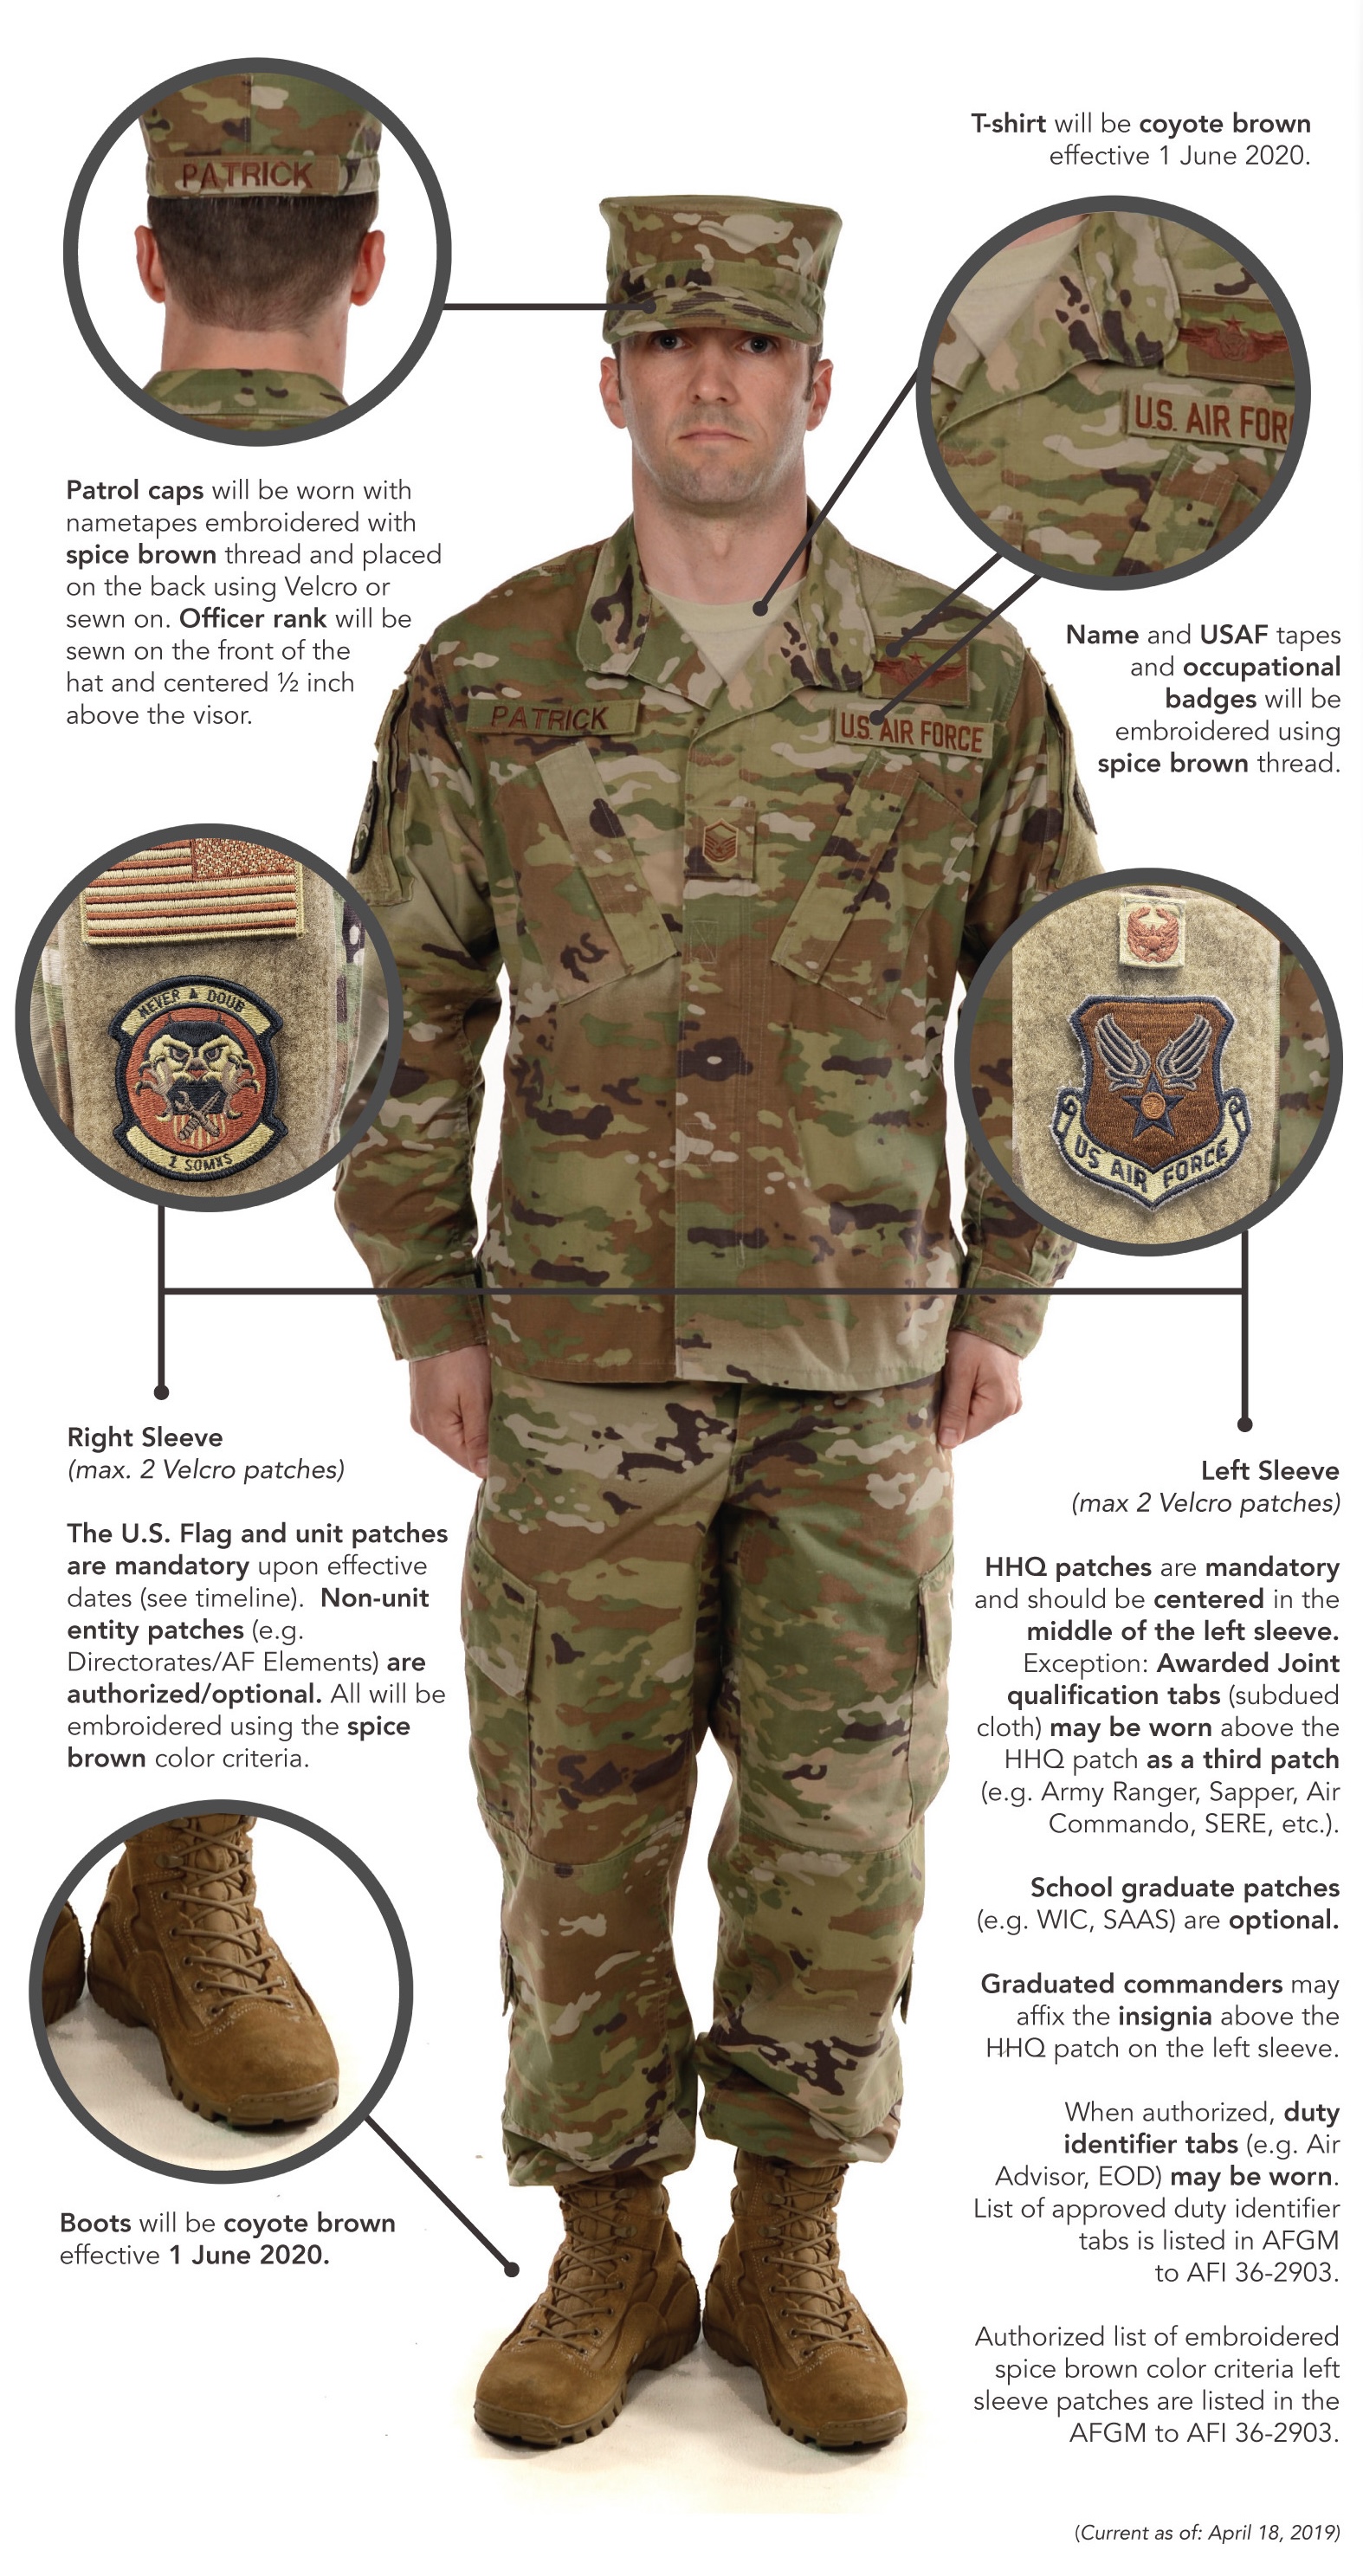 PATRICK
T-shirt will be coyote brown
effective 1 June 2020.
U.S. AIR FOR
Patrol caps will be worn with
nametapes embroidered with
spice brown thread and placed
on the back using Velcro or
sewn on. Officer rank will be
sewn on the front of the
hat and centered ½ inch
above the visor.
Name and USAF tapes
and occupational
badges will be
embroidered using
spice brown thread.
PATRICK
U.S. AIR FORCE
NEVER A DOUB
1 SOMXS
US AIR FORCE
Right Sleeve
(max. 2 Velcro patches)
The U.S. Flag and unit patches
are mandatory upon effective
dates (see timeline). Non-unit
entity patches (e.g.
Directorates/AF Elements) are
authorized/optional. All will be
embroidered using the spice
brown color criteria.
Left Sleeve
(max 2 Velcro patches)
HHQ patches are mandatory
and should be centered in the
middle of the left sleeve.
Exception: Awarded Joint
qualification tabs (subdued
cloth) may be worn above the
HHQ patch as a third patch
(e.g. Army Ranger, Sapper, Air
Commando, SERE, etc.).
School graduate patches
(e.g. WIC, SAAS) are optional.
Graduated commanders may
affix the insignia above the
HHQ patch on the left sleeve.
When authorized, duty
identifier tabs (e.g. Air
Advisor, EOD) may be worn.
List of approved duty identifier
tabs is listed in AFGM
to AFI 36-2903.
Authorized list of embroidered
spice brown color criteria left
sleeve patches are listed in the
AFGM to AFI 36-2903.
Boots will be coyote brown
effective 1 June 2020.
(Current as of: April 18, 2019)